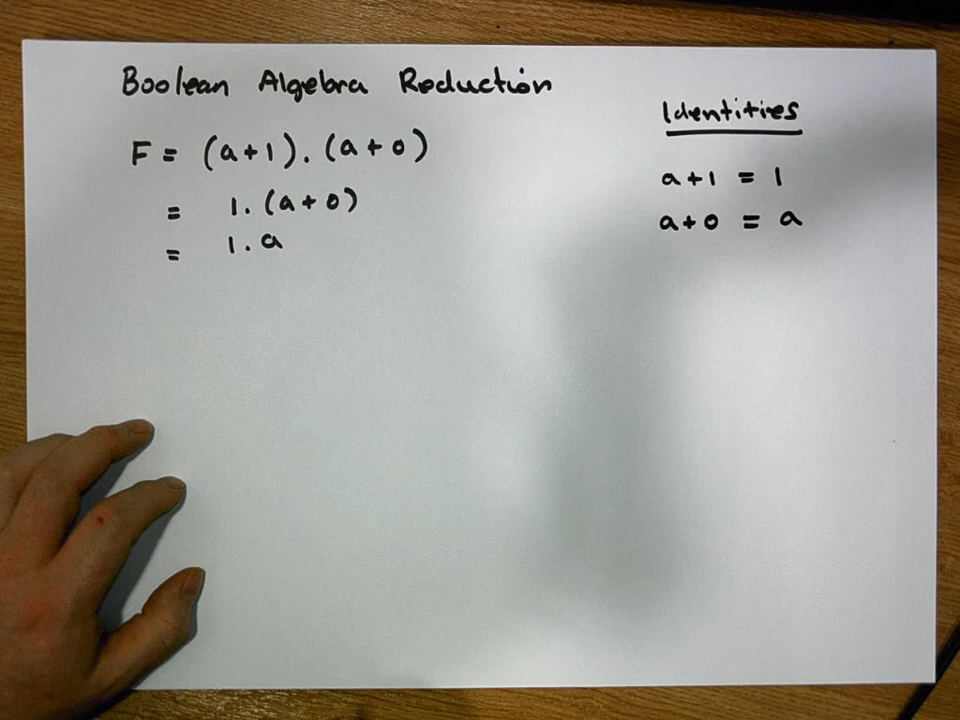 Boolean Algebra Reduction
F = (a+1).(a+0)
= 1.(a+0)
= 1.a
Identities
a+1 = 1
a+0 = a